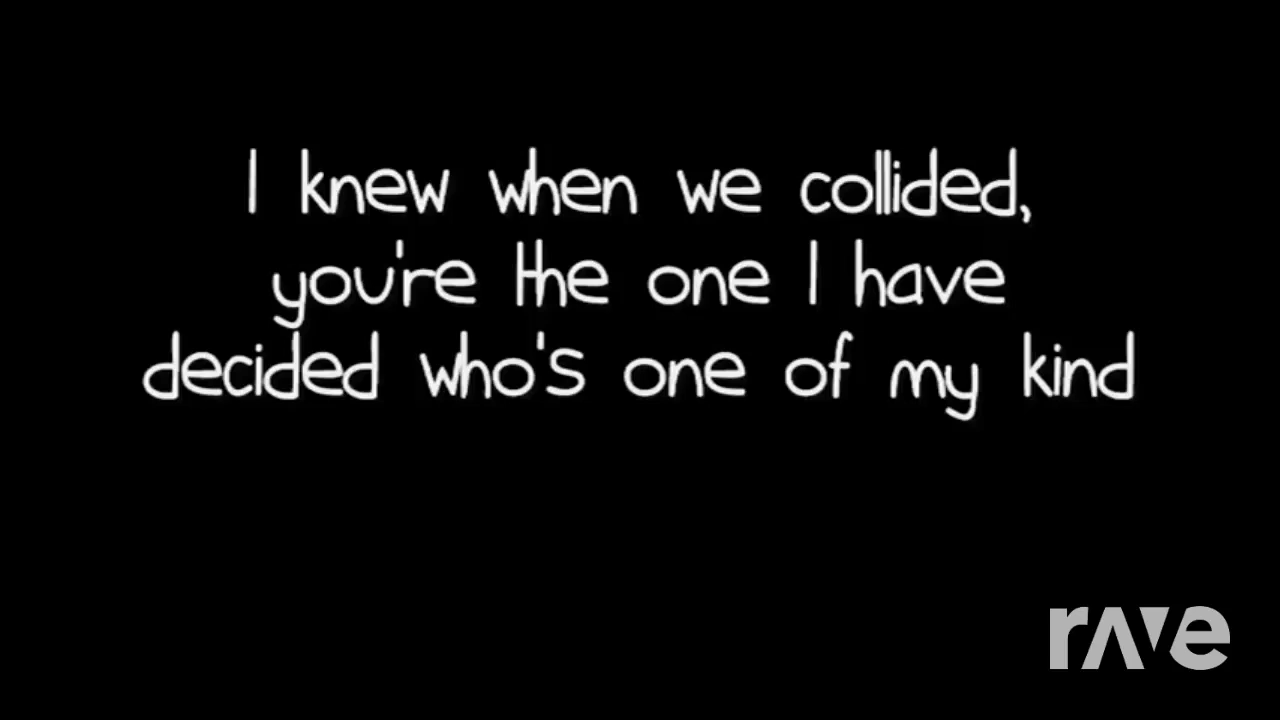 I knew when we collided,
you're the one I have
decided who's one of my kind
rave